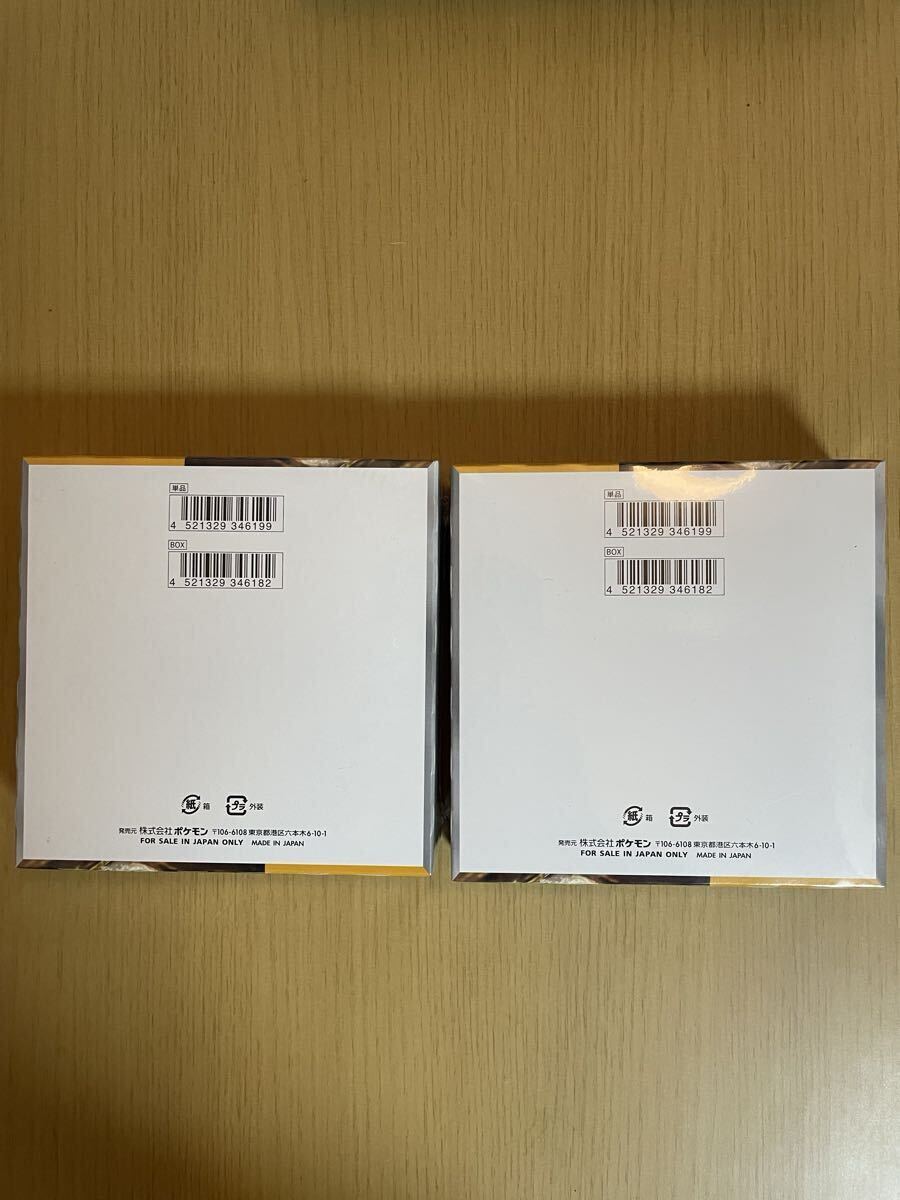 単品
4 521329 346199
BOX
4 521329 346182
紙 箱 プラ 外装
発売元 株式会社 ポケモン 〒106-6108 東京都港区六本木6-10-1
FOR SALE IN JAPAN ONLY MADE IN JAPAN
単品
4 521329 346199
BOX
4 521329 346182
紙 箱 プラ 外装
発売元 株式会社 ポケモン 〒106-6108 東京都港区六本木6-10-1
FOR SALE IN JAPAN ONLY MADE IN JAPAN